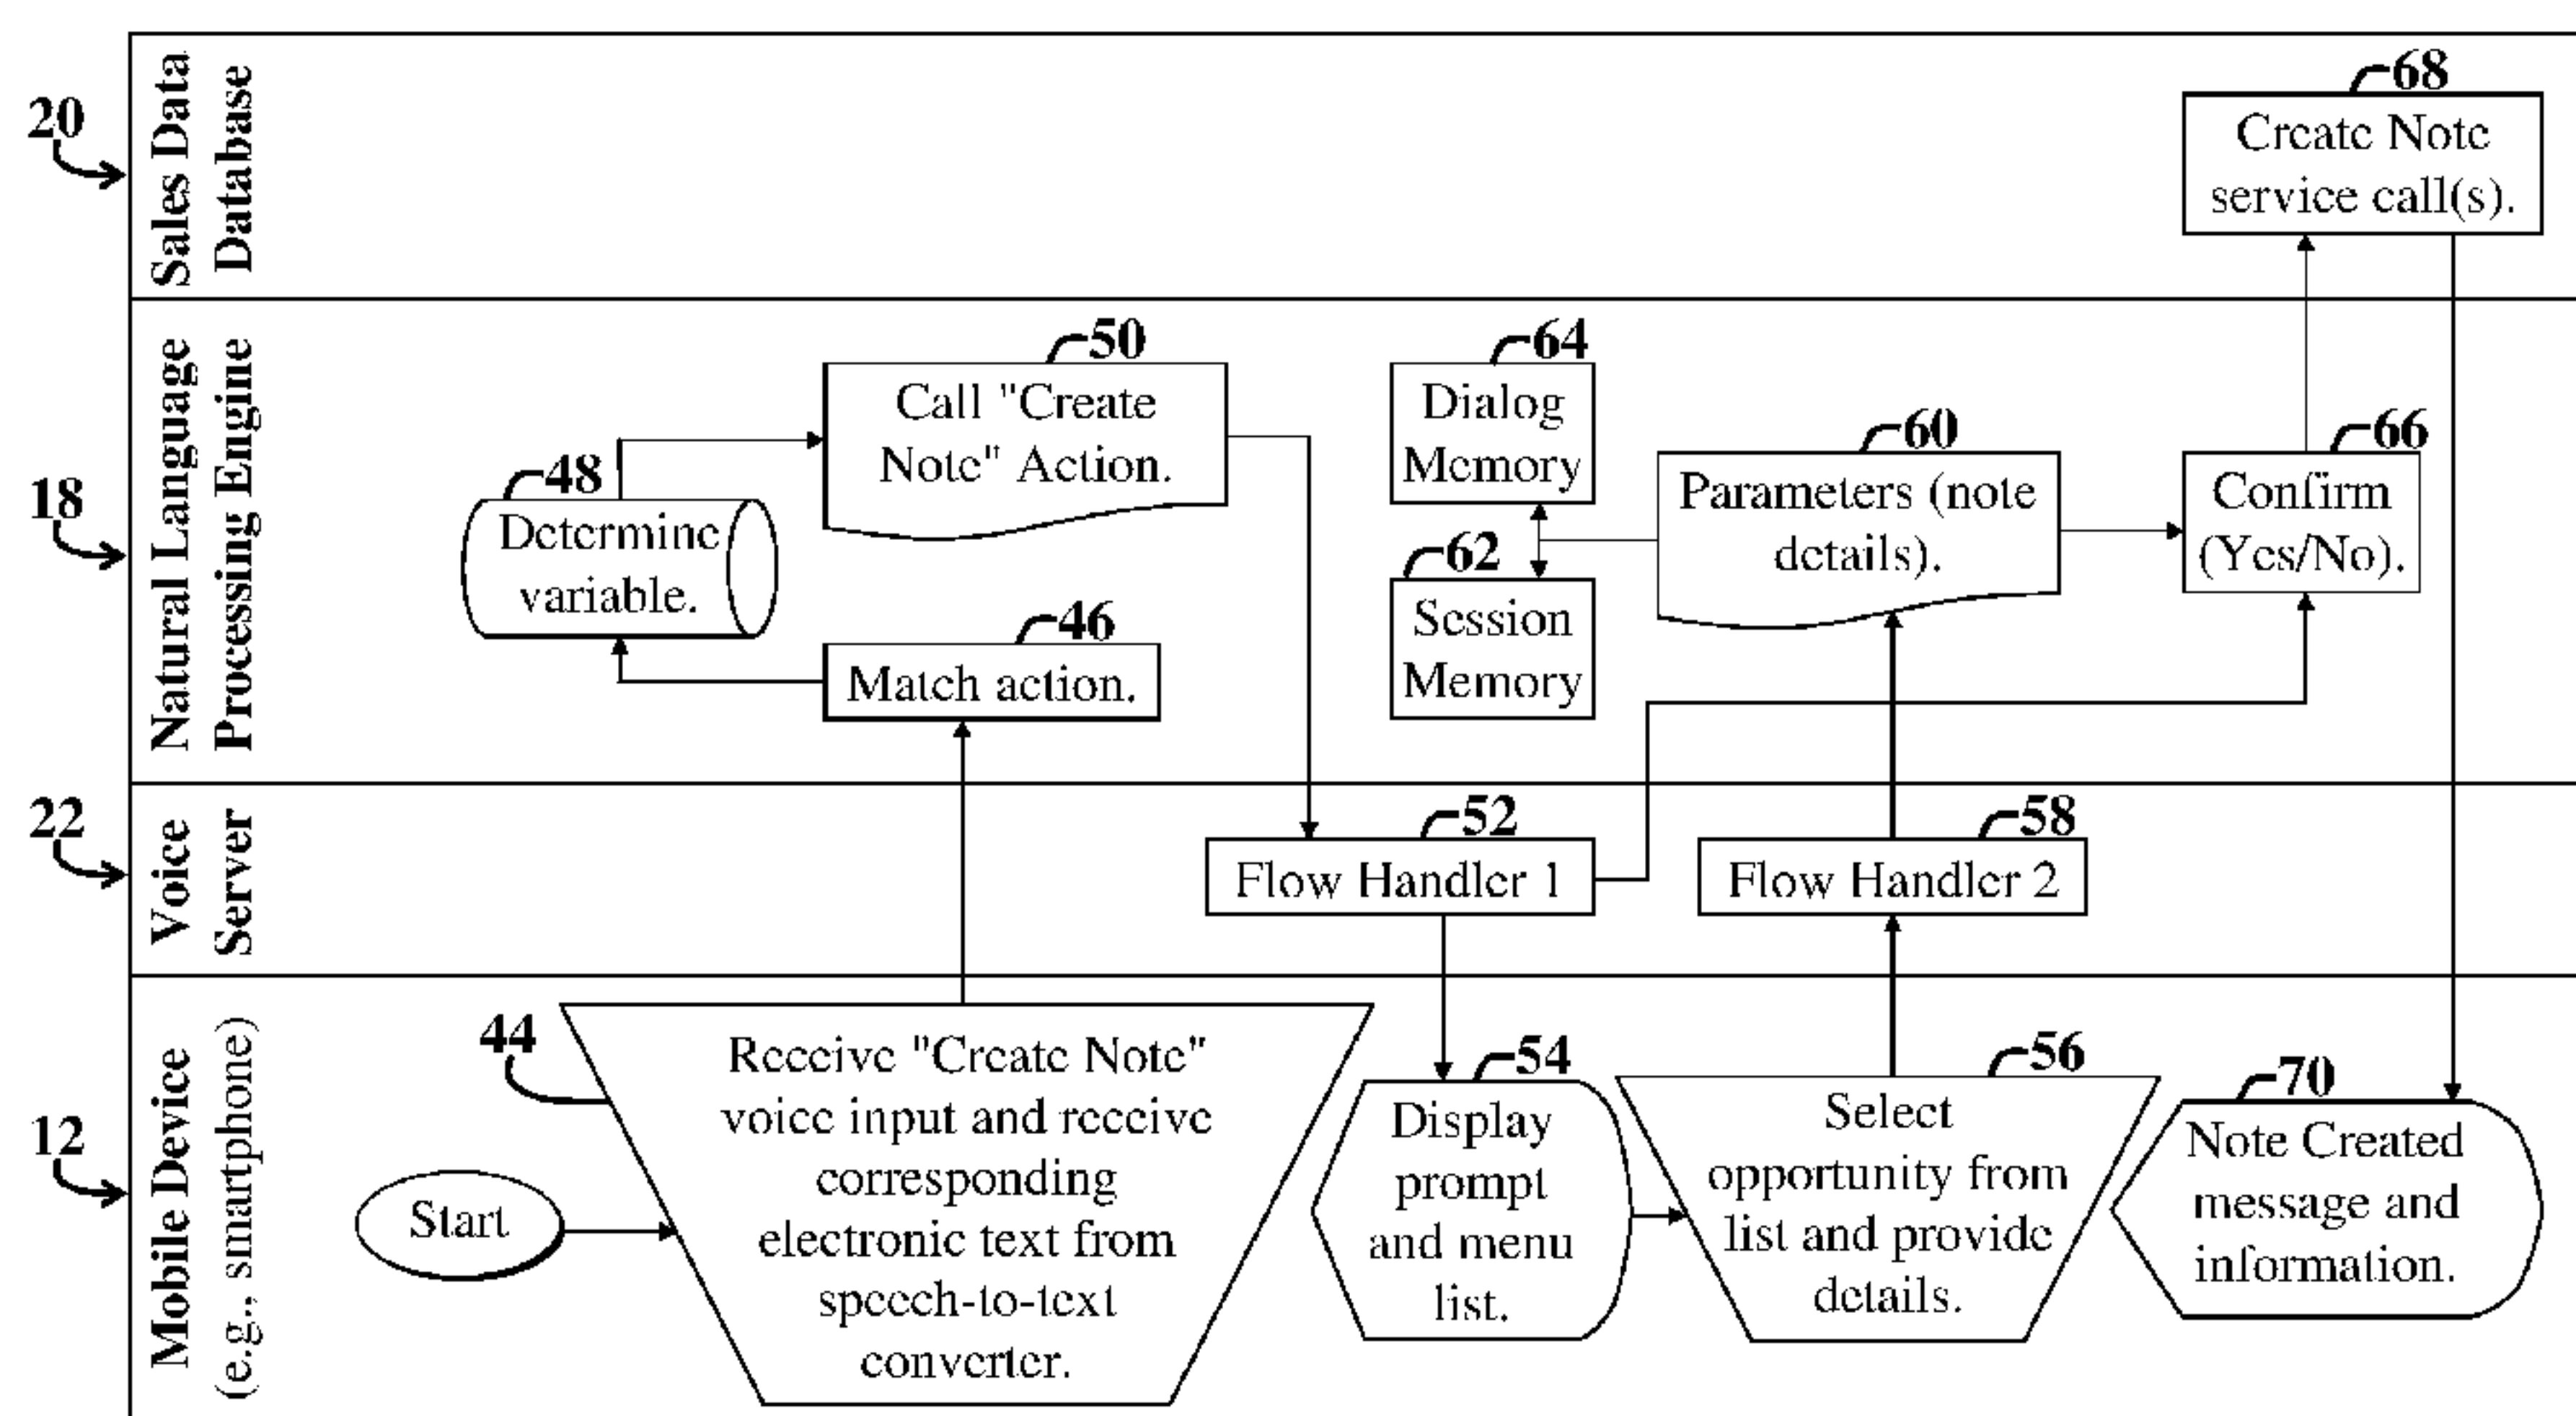 20
Sales Data
Database
68
Create Note
service call(s).
18
Natural Language
Processing Engine
50
Call "Create
Note" Action.
48
Determine
variable.
46
Match action.
64
Dialog
Memory
62
Session
Memory
60
Parameters (note
details).
66
Confirm
(Yes/No).
22
Voice
Server
52
Flow Handler 1
58
Flow Handler 2
12
Mobile Device
(e.g., smartphone)
Start
44
Receive "Create Note"
voice input and receive
corresponding
electronic text from
speech-to-text
converter.
54
Display
prompt
and menu
list.
56
Select
opportunity from
list and provide
details.
70
Note Created
message and
information.